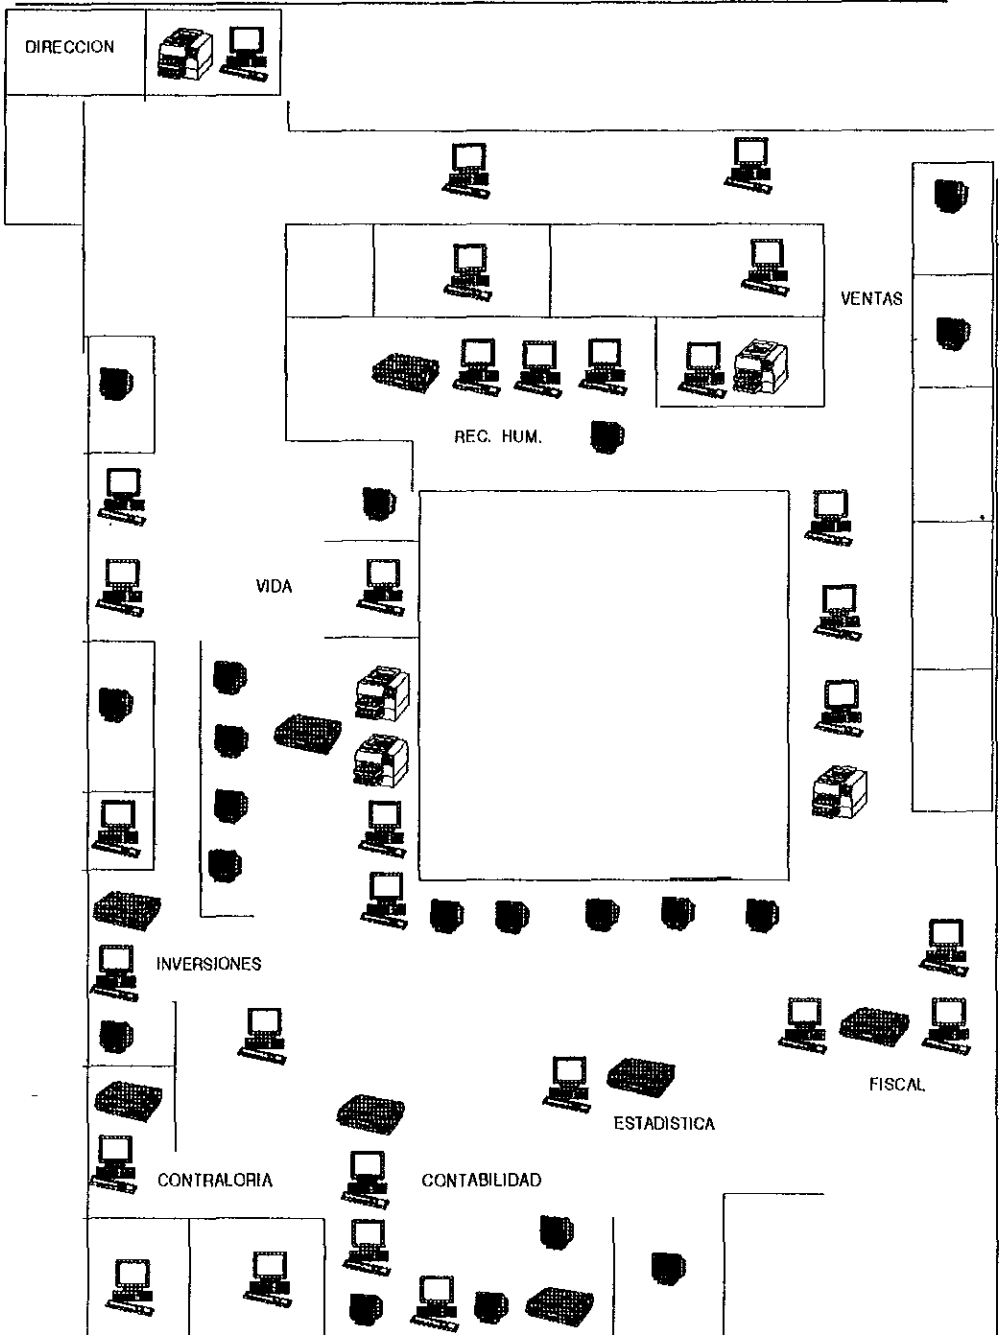 DIRECCION
VENTAS
REC. HUM.
VIDA
INVERSIONES
FISCAL
ESTADISTICA
CONTRALORIA
CONTABILIDAD